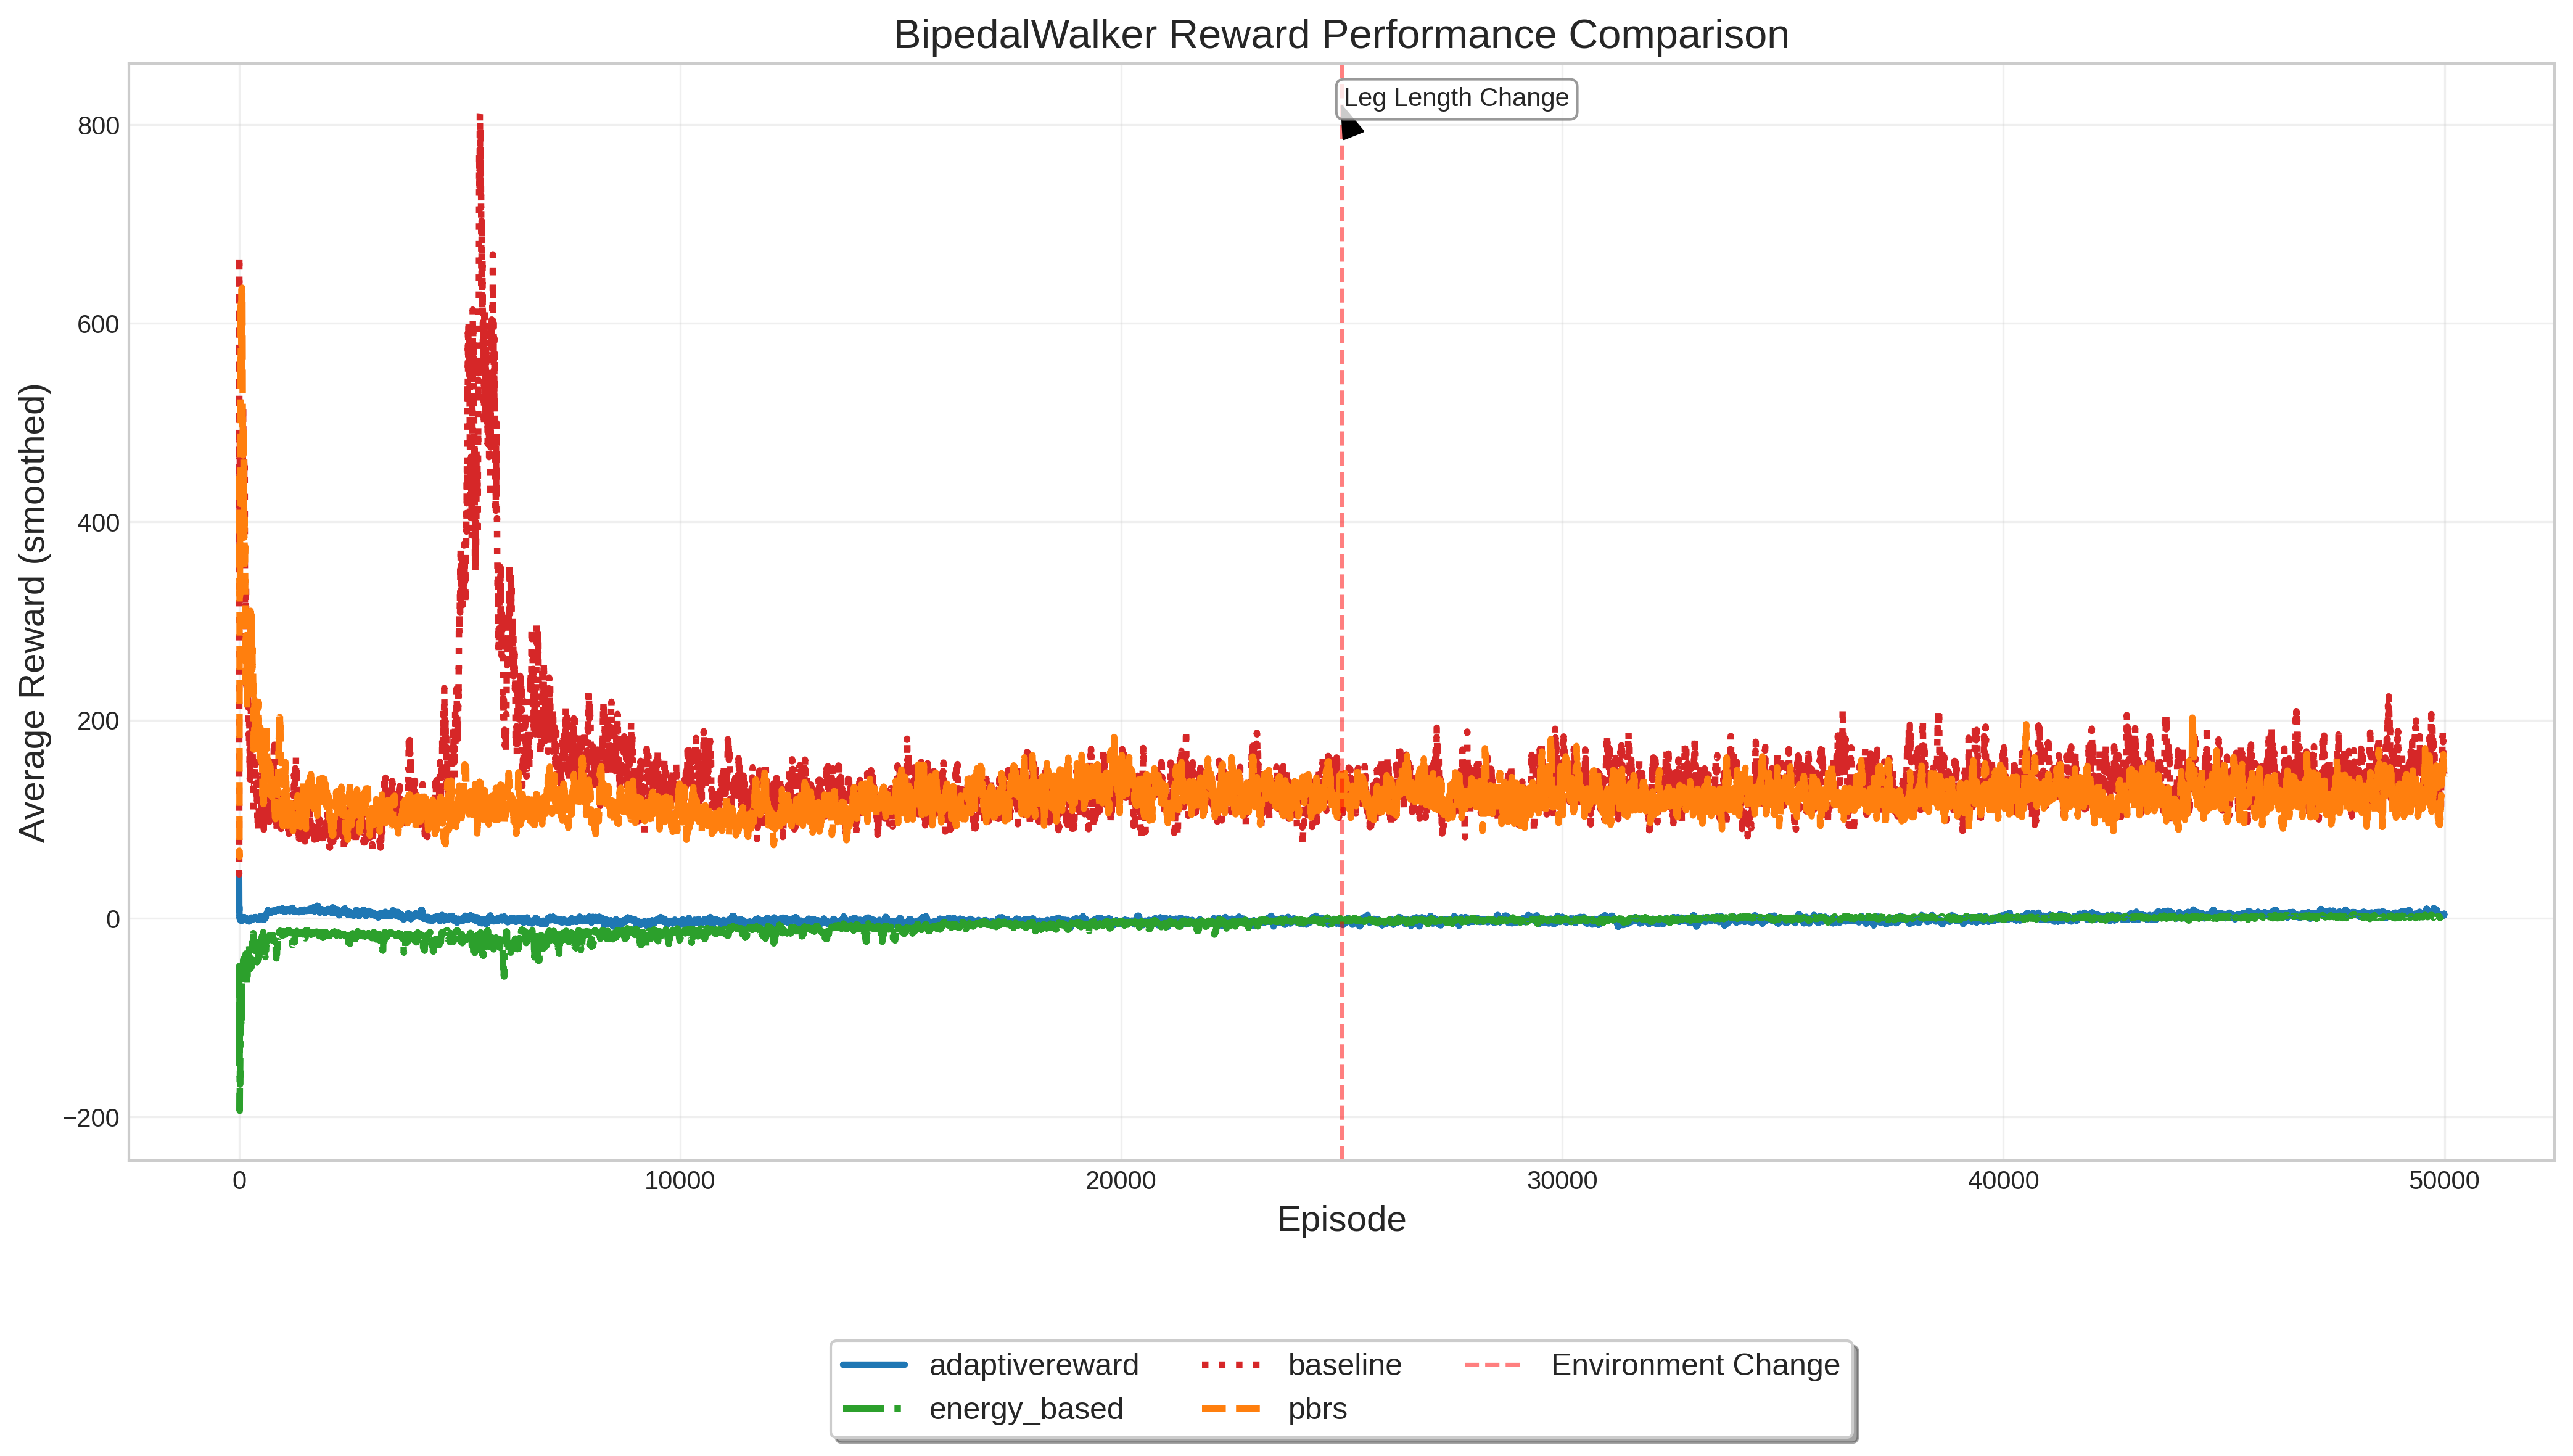 BipedalWalker Reward Performance Comparison
Leg Length Change
Average Reward (smoothed)
800
600
400
200
0
−200
0 10000 20000 30000 40000 50000
Episode
adaptivereward baseline Environment Change
energy_based pbrs